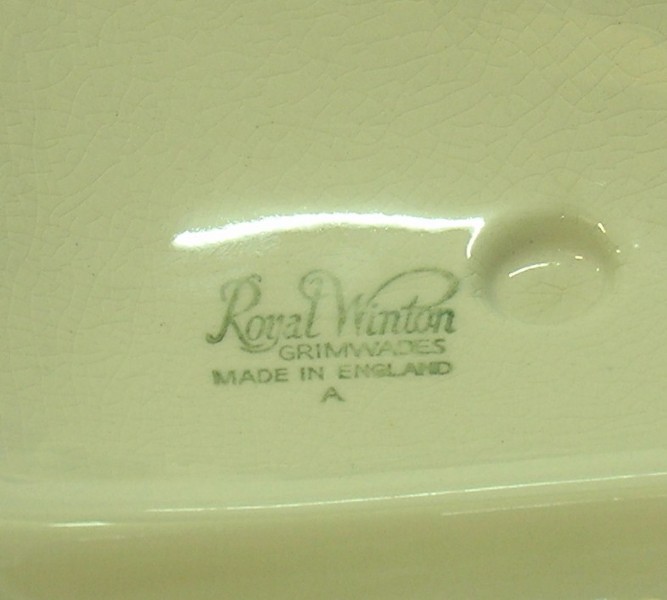 Royal Winton
GRIMWADES
MADE IN ENGLAND
A